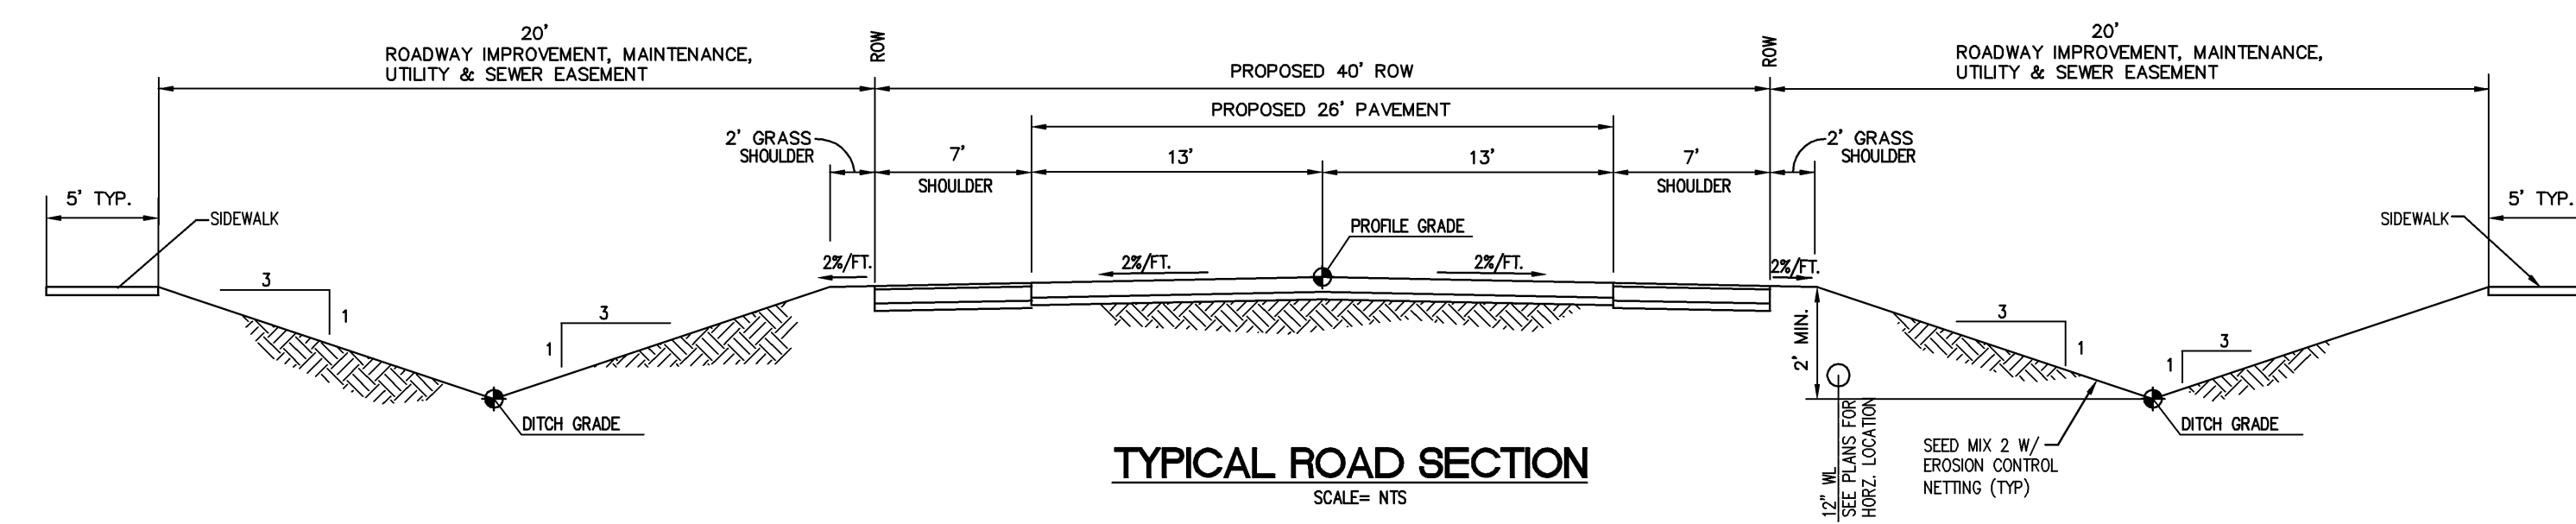 20'
ROADWAY IMPROVEMENT, MAINTENANCE,
UTILITY & SEWER EASEMENT
ROW
PROPOSED 40' ROW
ROW
20'
ROADWAY IMPROVEMENT, MAINTENANCE,
UTILITY & SEWER EASEMENT
PROPOSED 26' PAVEMENT
2' GRASS
SHOULDER
7'
SHOULDER
13'
13'
7'
SHOULDER
2' GRASS
SHOULDER
5' TYP.
SIDEWALK
PROFILE GRADE
SIDEWALK
5' TYP.
2%/FT.
2%/FT.
2%/FT.
2%/FT.
3
1
3
1
2' MIN.
3
1
3
1
DITCH GRADE
12" WL
SEE PLANS FOR
HORZ. LOCATION
SEED MIX 2 W/
EROSION CONTROL
NETTING (TYP)
DITCH GRADE
TYPICAL ROAD SECTION
SCALE= NTS